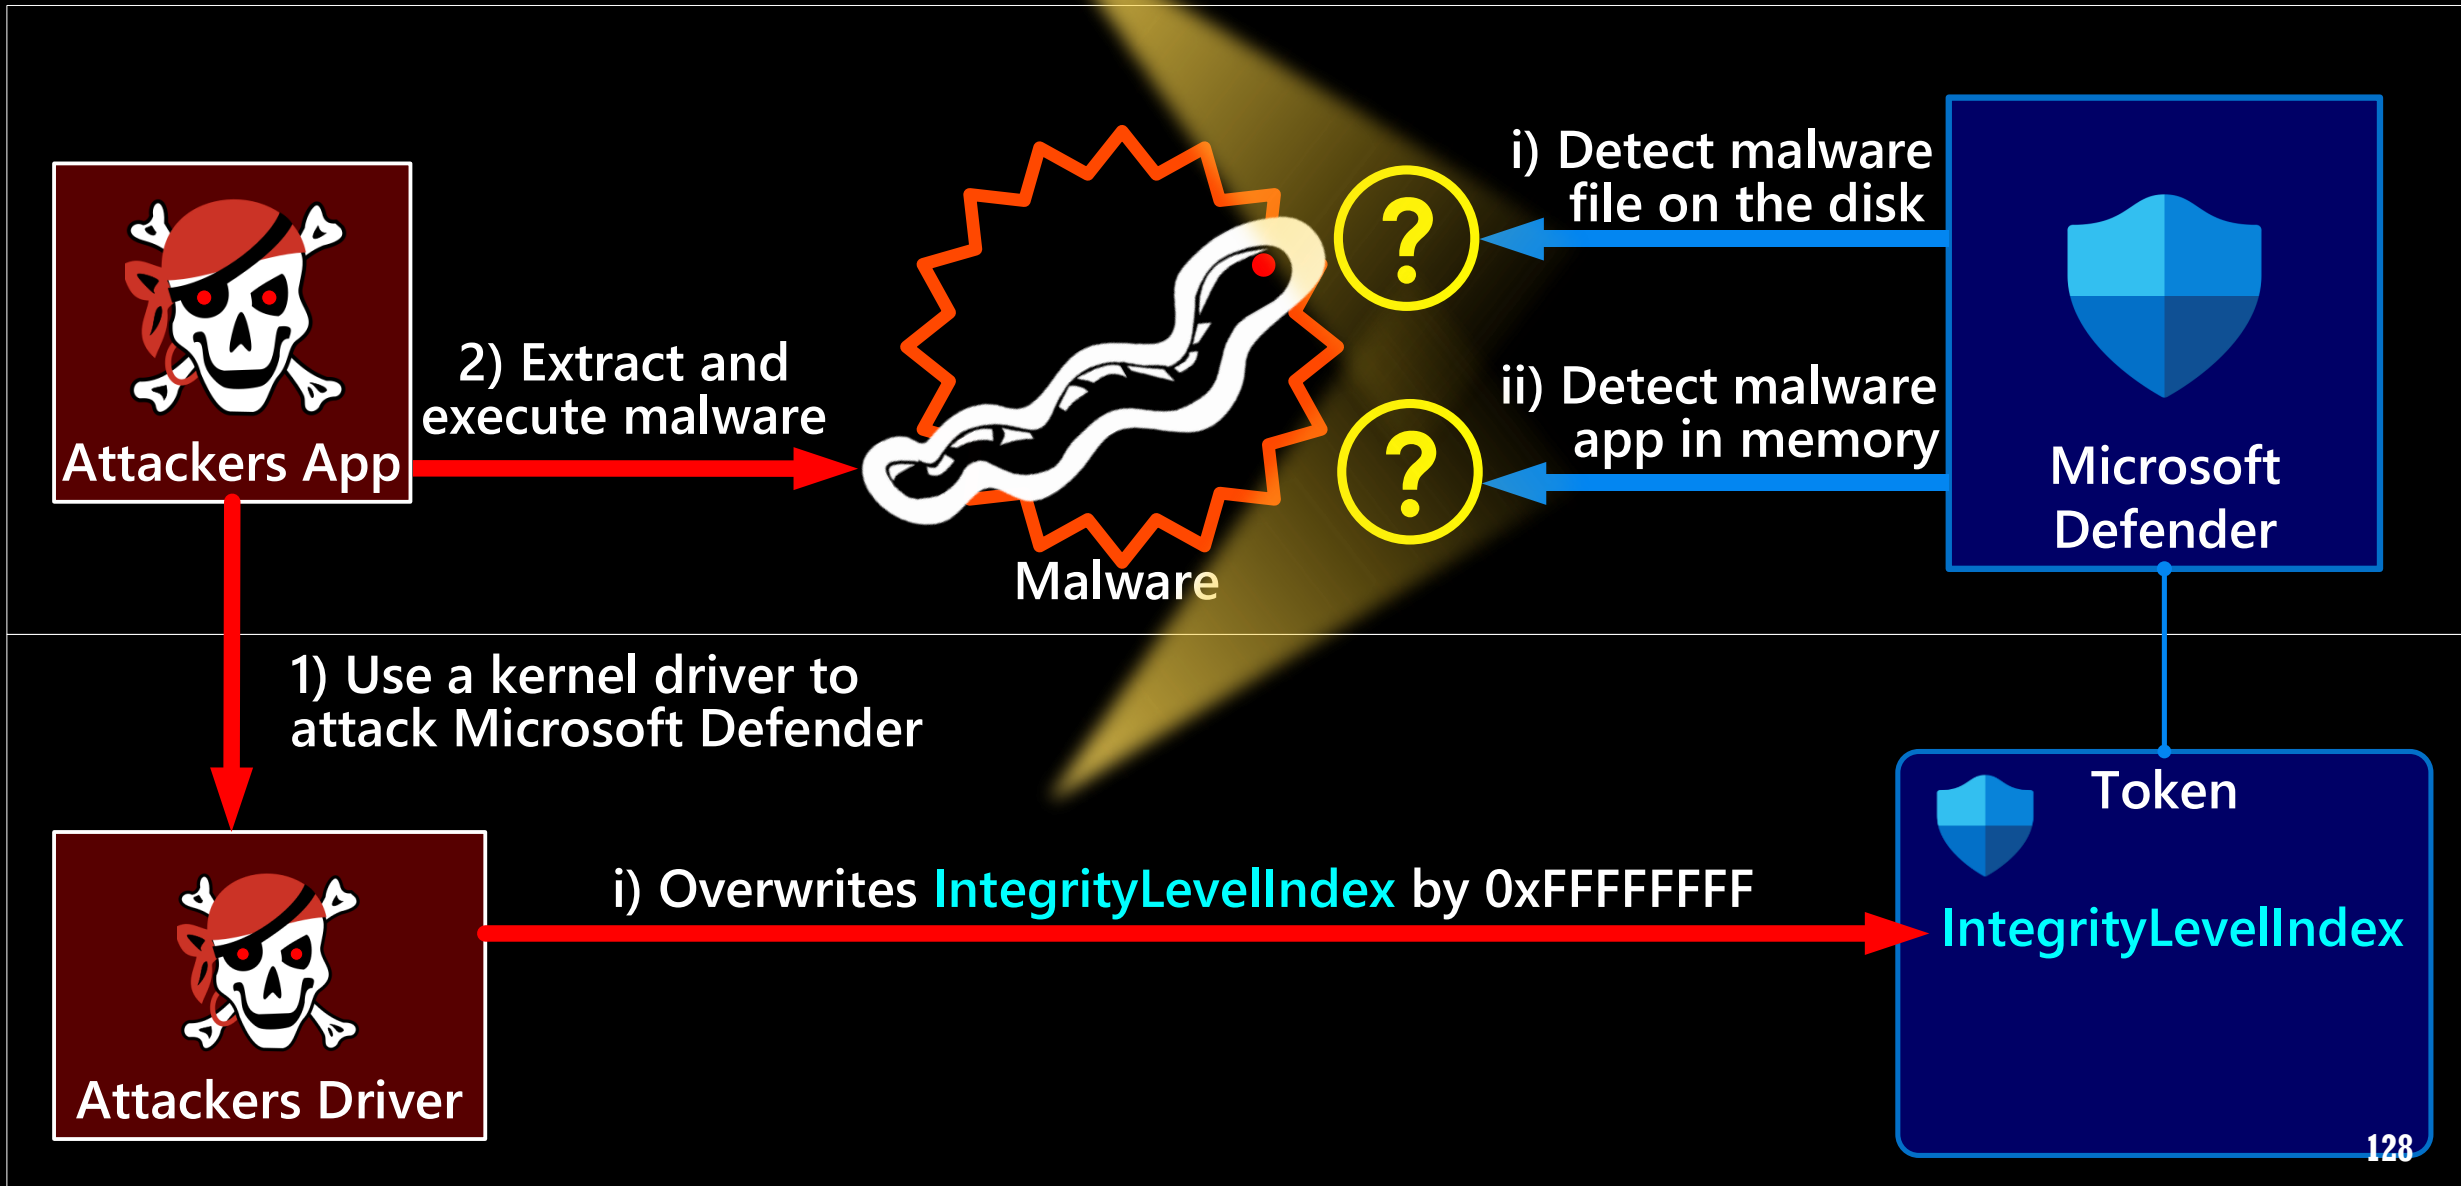 i) Detect malware
file on the disk
2) Extract and
execute malware
ii) Detect malware
app in memory
Attackers App
Microsoft
Defender
Malware
1) Use a kernel driver to
attack Microsoft Defender
Token
i) Overwrites IntegrityLevelIndex by 0xFFFFFFFF
IntegrityLevelIndex
Attackers Driver
128